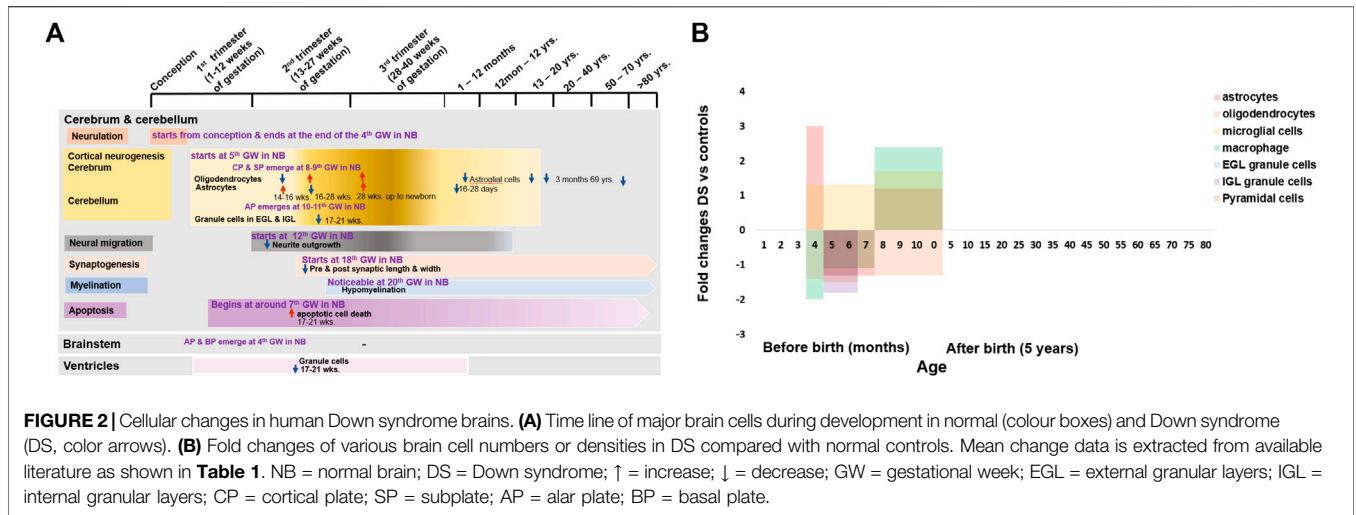 A
Conception
1st trimester
(1-12 weeks
of gestation)
2nd trimester
(13-27 weeks
of gestation)
3rd trimester
(28-40 weeks
of gestation)
1 – 12 months
12mon – 12 yrs.
13 – 20 yrs.
20 – 40 yrs.
50 – 70 yrs.
>80 yrs.
Cerebrum & cerebellum
Neurulation
starts from conception & ends at the end of the 4th GW in NB
Cortical neurogenesis
starts at 5th GW in NB
Cerebrum
CP & SP emerge at 8-9th GW in NB
Oligodendrocytes
Astrocytes
Astroglial cells
3 months 69 yrs.
14-16 wks.
16-28 wks.
28 wks. up to newborn
16-28 days
Cerebellum
AP emerges at 10-11th GW in NB
Granule cells in EGL & IGL
17-21 wks.
Neural migration
starts at 12th GW in NB
Neurite outgrowth
Synaptogenesis
Starts at 18th GW in NB
Pre & post synaptic length & width
Myelination
Noticeable at 20th GW in NB
Hypomyelination
Apoptosis
Begins at around 7th GW in NB
apoptotic cell death
17-21 wks.
Brainstem
AP & BP emerge at 4th GW in NB
-
Ventricles
Granule cells
17-21 wks.
B
Fold changes DS vs controls
4
3
2
1
0
-1
-2
-3
1 2 3 4 5 6 7 8 9 10 0 5 10 15 20 25 30 35 40 45 50 55 60 65 70 75 80
Before birth (months)
After birth (5 years)
Age
astrocytes
oligodendrocytes
microglial cells
macrophage
EGL granule cells
IGL granule cells
Pyramidal cells
FIGURE 2 | Cellular changes in human Down syndrome brains. (A) Time line of major brain cells during development in normal (colour boxes) and Down syndrome
(DS, color arrows). (B) Fold changes of various brain cell numbers or densities in DS compared with normal controls. Mean change data is extracted from available
literature as shown in Table 1. NB = normal brain; DS = Down syndrome; ↑ = increase; ↓ = decrease; GW = gestational week; EGL = external granular layers; IGL =
internal granular layers; CP = cortical plate; SP = subplate; AP = alar plate; BP = basal plate.